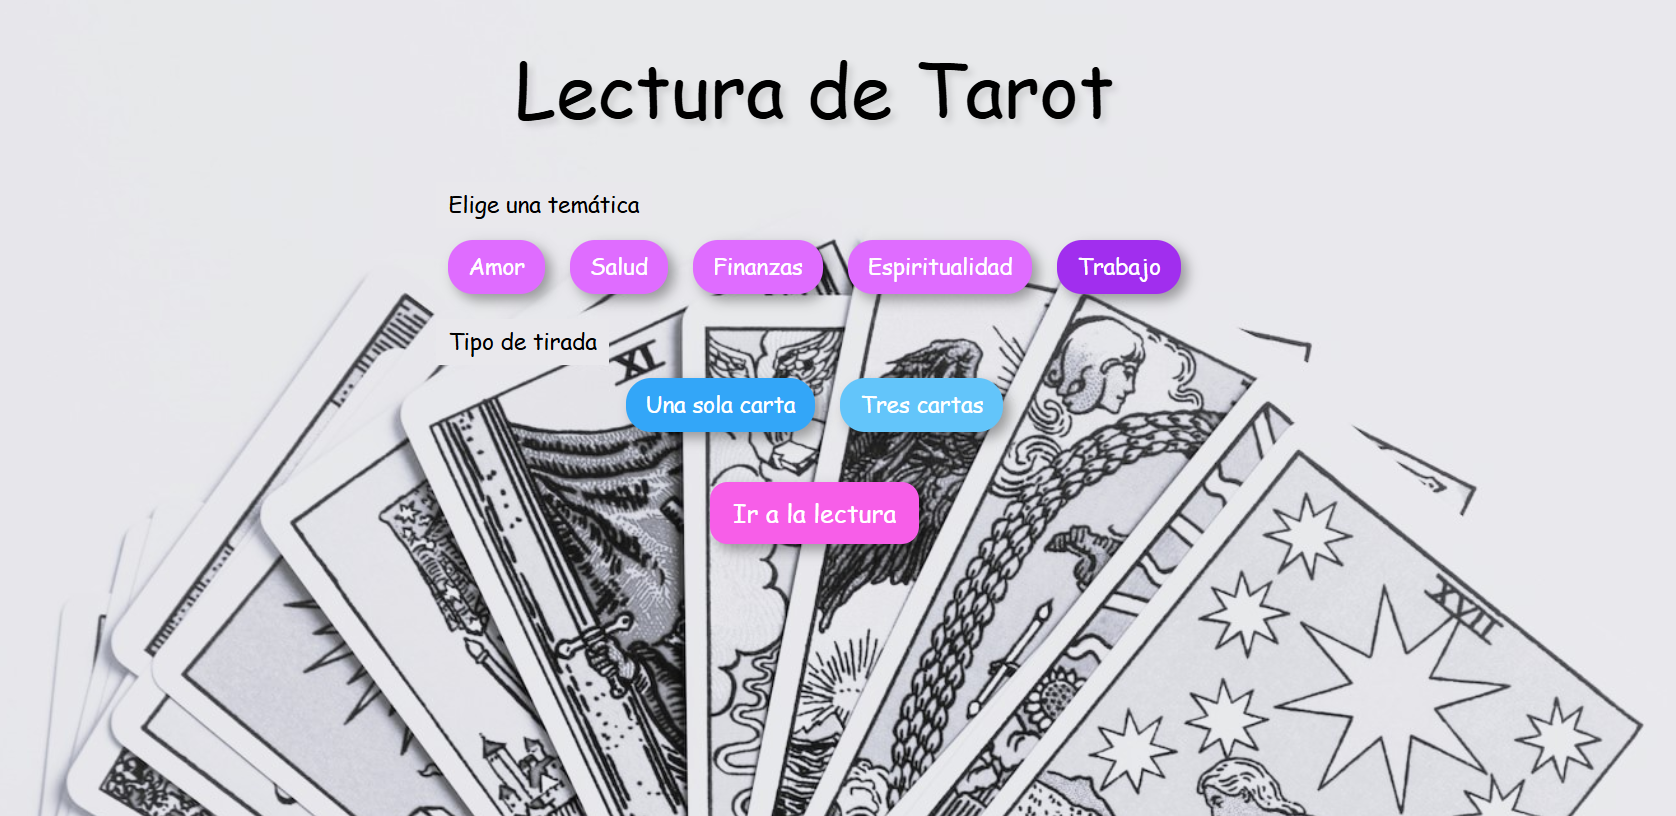 Lectura de Tarot
Elige una temática
Amor Salud Finanzas Espiritualidad Trabajo
Tipo de tirada
XI
Una sola carta Tres cartas
Ir a la lectura
XVII